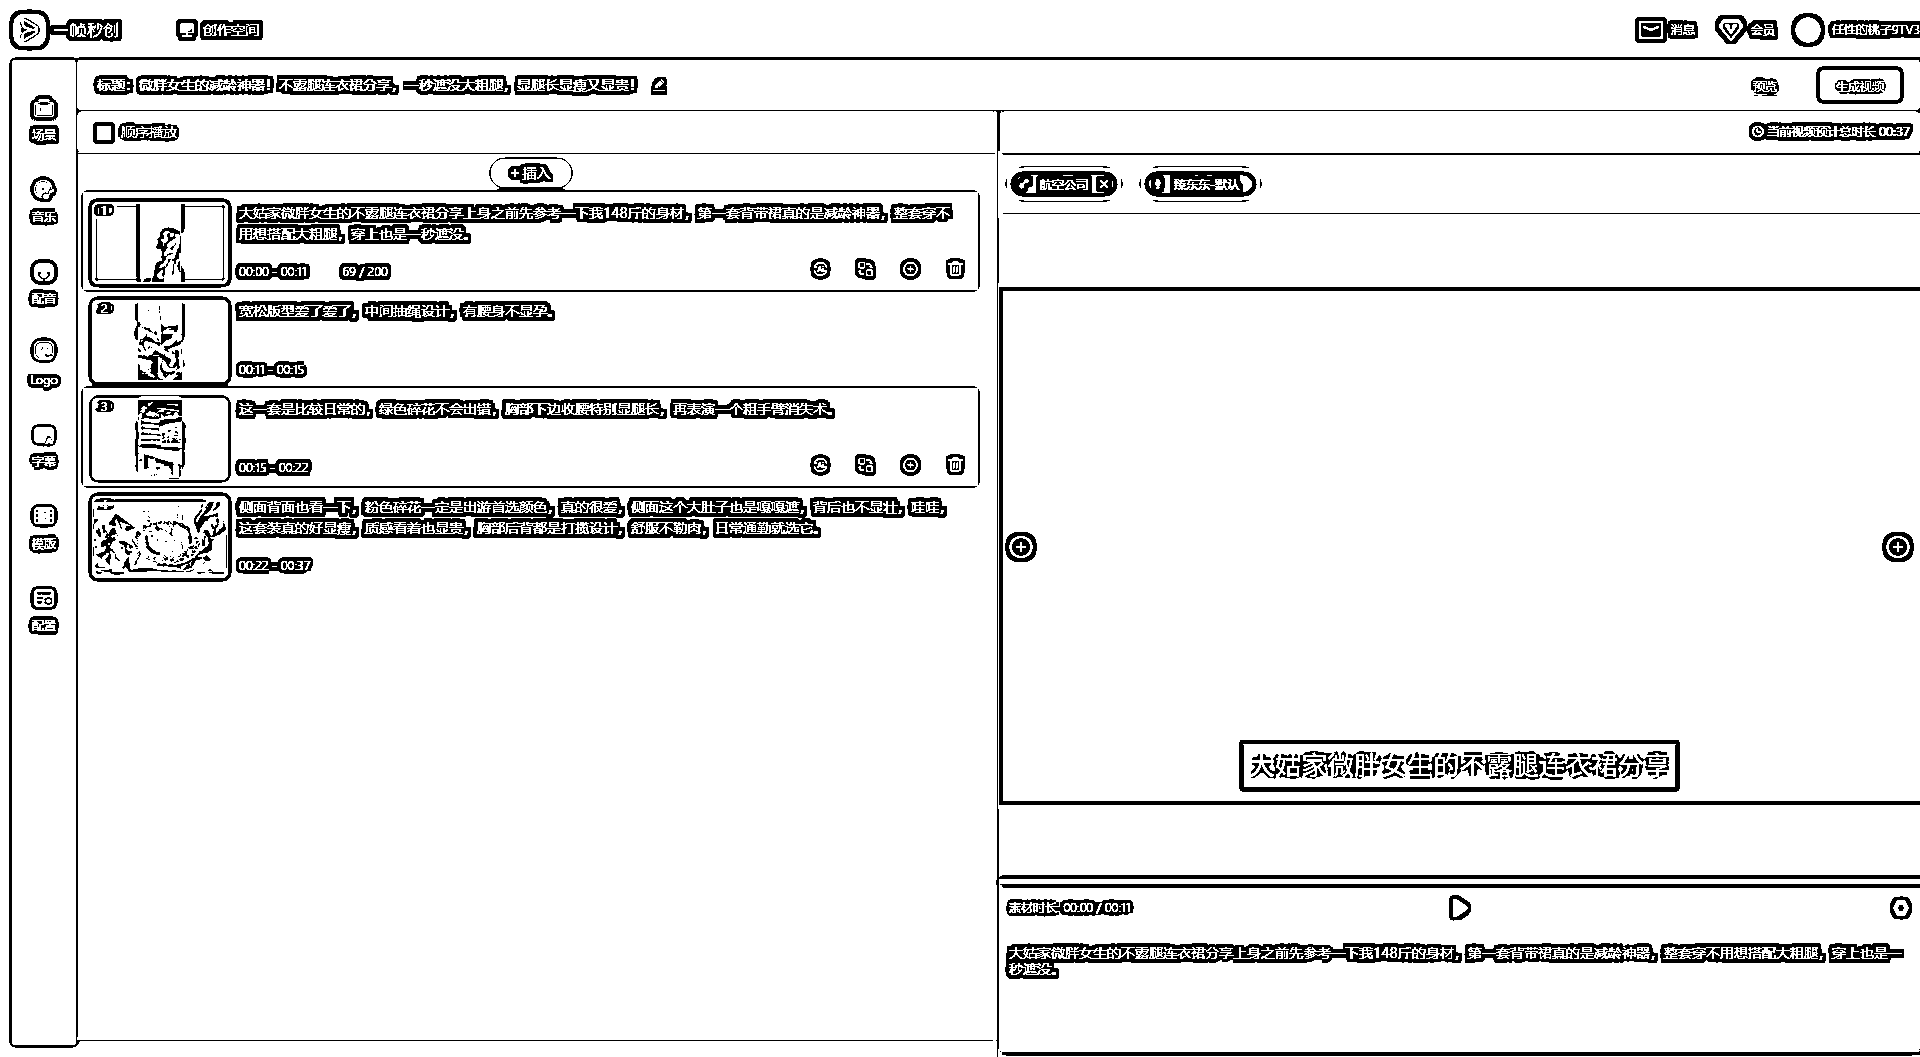 一帧秒创
创作空间
消息
会员
任性的桃子9TV3
标题：微胖女生的减龄神器！不露腿连衣裙分享，一秒遮没大粗腿，显腿长显瘦又显贵！
预览
生成视频
场景
音乐
配音
Logo
字幕
模版
配置
顺序播放
当前视频预计总时长 00:37
+插入
1
大姑家微胖女生的不露腿连衣裙分享上身之前先参考一下我148斤的身材，第一套背带裙真的是减龄神器，整套穿不
用想搭配大粗腿，穿上也是一秒遮没。
00:00 - 00:11
69 / 200
2
宽松版型爱了爱了，中间抽绳设计，有腰身不显孕。
00:11 - 00:15
3
这一套是比较日常的，绿色碎花不会出错，胸部下边收腰特别显腿长，再表演一个粗手臂消失术。
00:15 - 00:22
侧面背面也看一下，粉色碎花一定是出游首选颜色，真的很爱，侧面这个大肚子也是嘎嘎遮，背后也不显壮，哇哇，
这套装真的好显瘦，质感看着也显贵，胸部后背都是打揽设计，舒服不勒肉，日常通勤就选它。
00:22 - 00:37
航空公司
臻东东-默认
大姑家微胖女生的不露腿连衣裙分享
素材时长 00:00 / 00:11
大姑家微胖女生的不露腿连衣裙分享上身之前先参考一下我148斤的身材，第一套背带裙真的是减龄神器，整套穿不用想搭配大粗腿，穿上也是一
秒遮没。